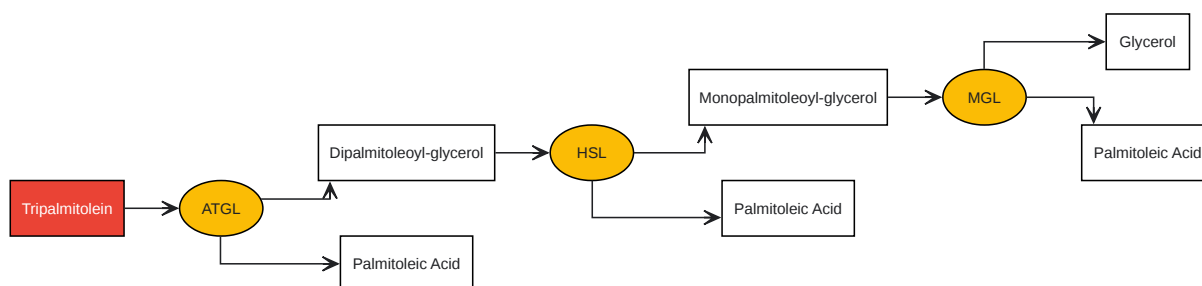 Tripalmitolein
ATGL
Dipalmitoleoyl-glycerol
Palmitoleic Acid
HSL
Monopalmitoleoyl-glycerol
Palmitoleic Acid
MGL
Glycerol
Palmitoleic Acid